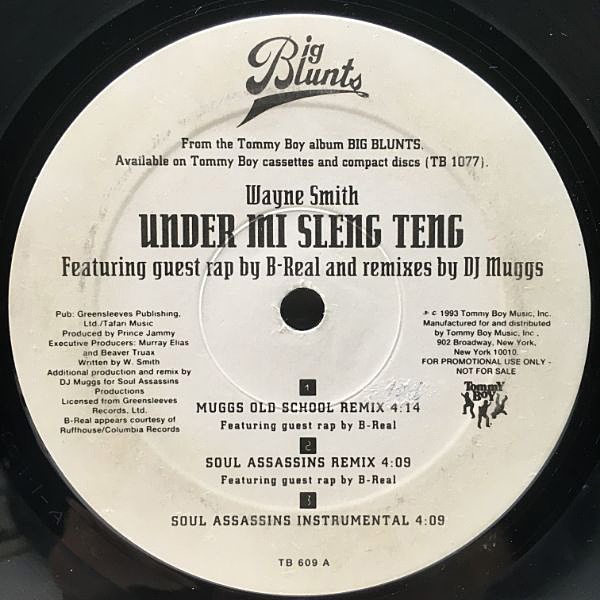 Big
Blunts
From the Tommy Boy album BIG BLUNTS.
Available on Tommy Boy cassettes and compact discs (TB 1077).
Wayne Smith
UNDER MI SLENG TENG
Featuring guest rap by B-Real and remixes by DJ Muggs
Pub: Greensleeves Publishing,
Ltd./Tafari Music
Produced by Prince Jammy
Executive Producers: Murray Elias
and Beaver Truax
Written by W. Smith
Additional production and remix by
DJ Muggs for Soul Assassins
Productions
Licensed from Greensleeves
Records, Ltd.
B-Real appears courtesy of
Ruffhouse/Columbia Records
℗ © 1993 Tommy Boy Music, Inc.
Manufactured for and distributed
by Tommy Boy Music, Inc.,
902 Broadway, New York,
New York 10010.
FOR PROMOTIONAL USE ONLY -
NOT FOR SALE
Tommy
Boy
1
MUGGS OLD SCHOOL REMIX 4:14
Featuring guest rap by B-Real
2
SOUL ASSASSINS REMIX 4:09
Featuring guest rap by B-Real
3
SOUL ASSASSINS INSTRUMENTAL 4:09
TB 609 A